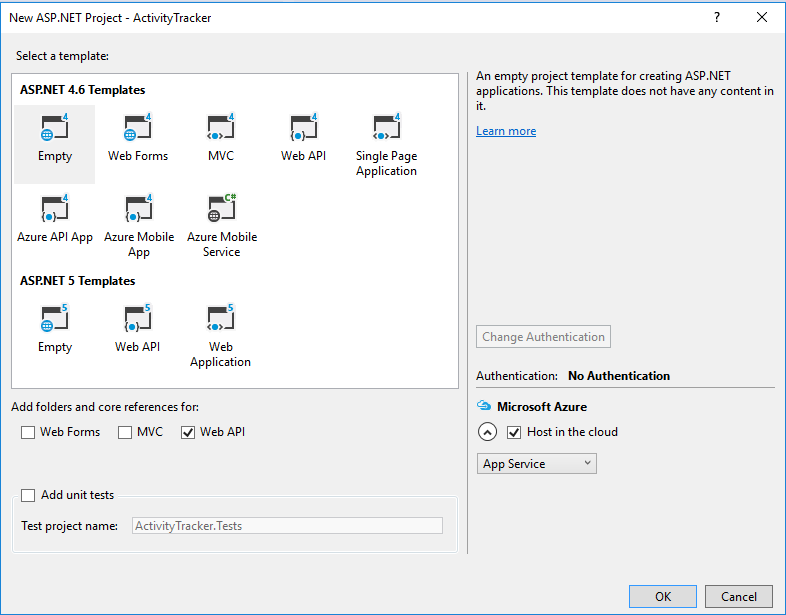 New ASP.NET Project - ActivityTracker
?
Select a template:
ASP.NET 4.6 Templates
4 4 4 4 4
Empty Web Forms MVC Web API Single Page
Application
4 4 C#
Azure API App Azure Mobile Azure Mobile
App Service
ASP.NET 5 Templates
5 5 5
Empty Web API Web
Application
An empty project template for creating ASP.NET
applications. This template does not have any content in
it.
Learn more
Change Authentication
Authentication: No Authentication
Add folders and core references for:
Web Forms MVC Web API
Microsoft Azure
Host in the cloud
App Service
Add unit tests
Test project name: ActivityTracker.Tests
OK Cancel